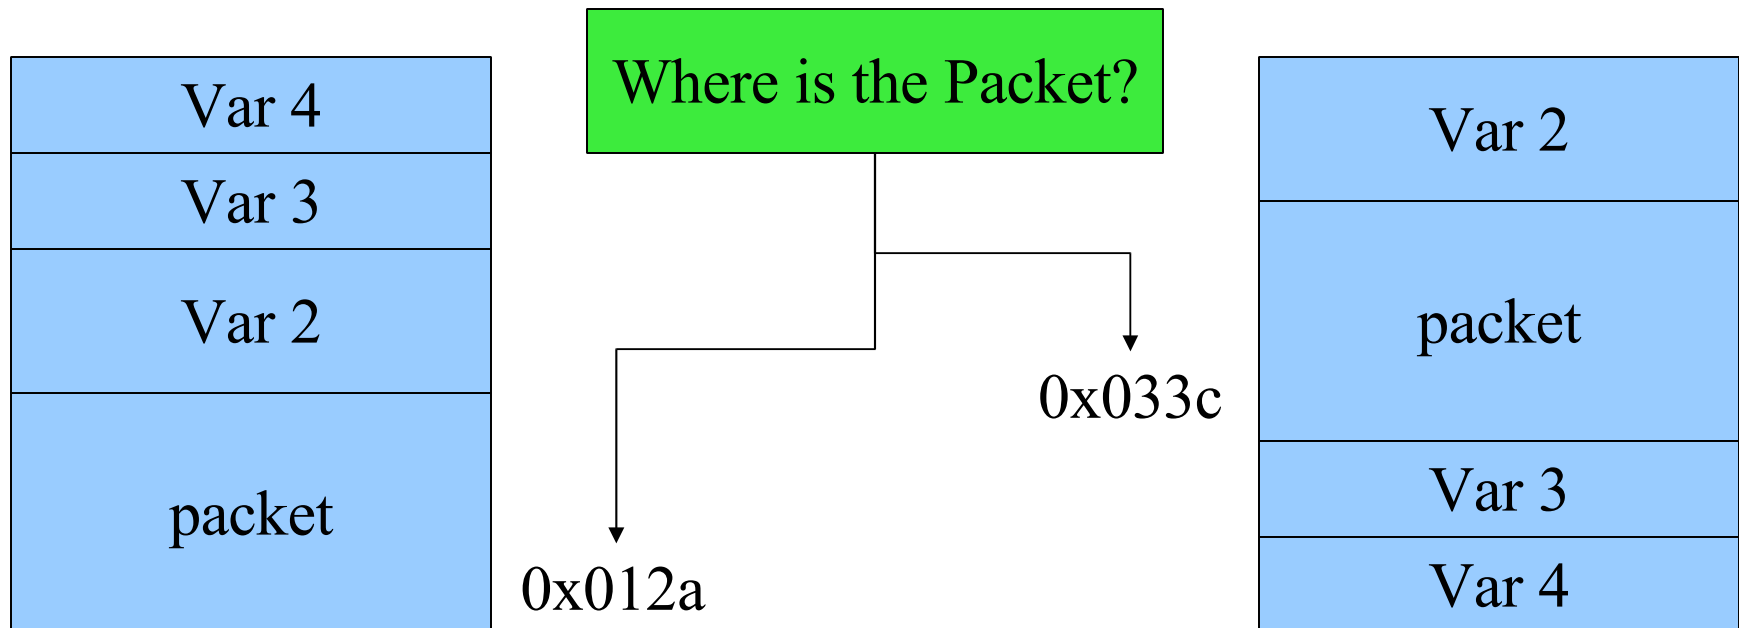 Var 4
Var 3
Var 2
packet
Where is the Packet?
0x033c
0x012a
Var 2
packet
Var 3
Var 4